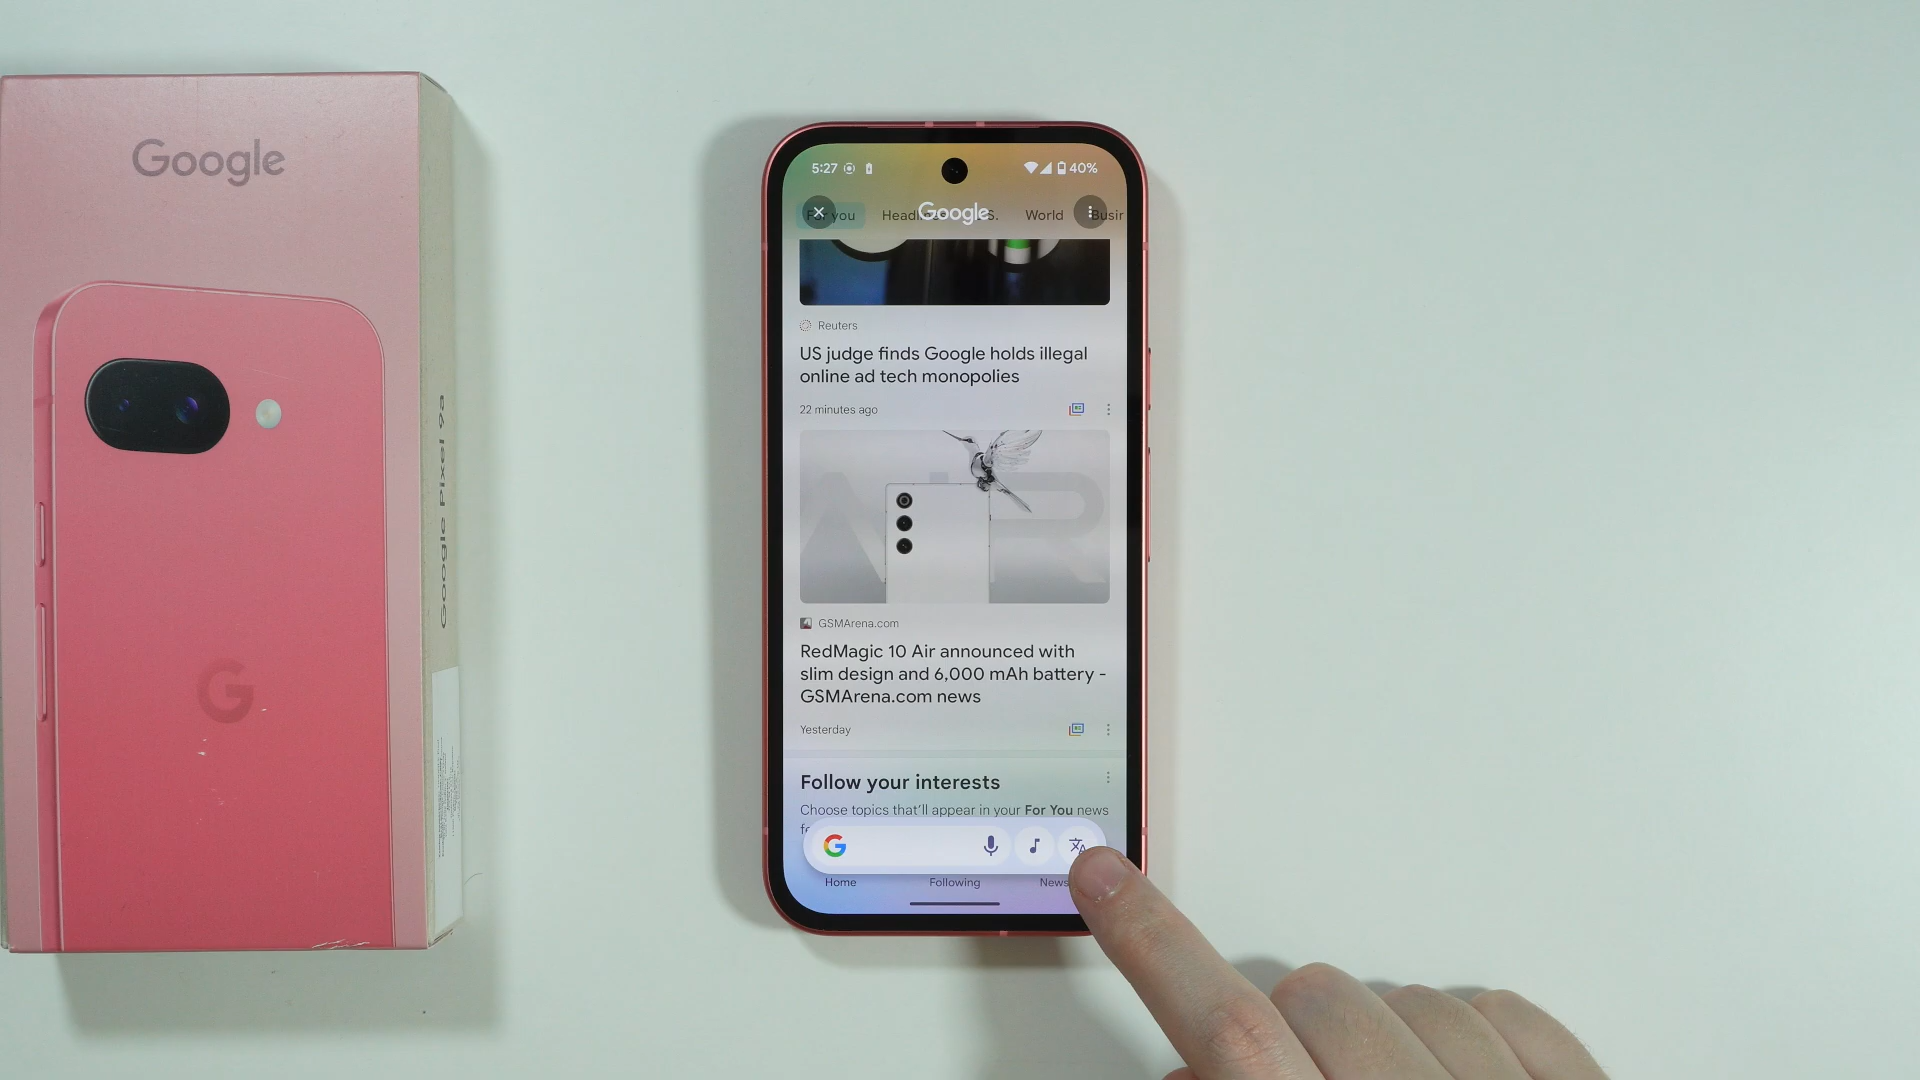 Google
Google Pixel 9a
5:27
40%
For you
Headlines
U.S.
World
Busir
Google
Reuters
US judge finds Google holds illegal
online ad tech monopolies
22 minutes ago
GSMArena.com
RedMagic 10 Air announced with
slim design and 6,000 mAh battery -
GSMArena.com news
Yesterday
Follow your interests
Choose topics that'll appear in your For You news
Home
Following
News